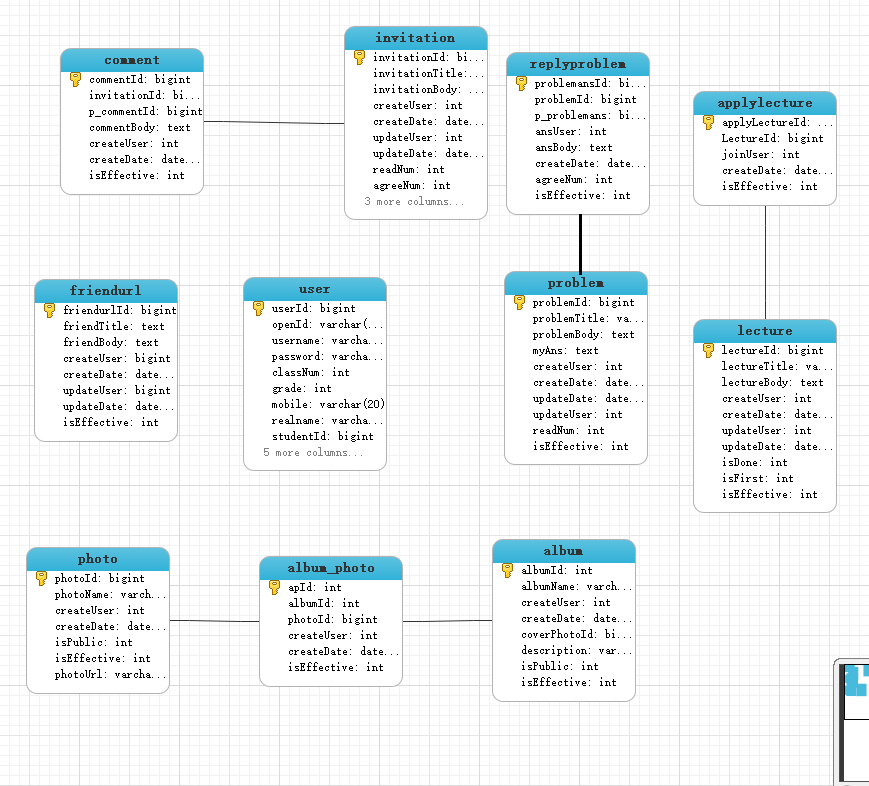 comment
commentId: bigint
invitationId: bi...
p_commentId: bigint
commentBody: text
createUser: int
createDate: date...
isEffective: int
invitation
invitationId: bi...
invitationTitle:...
invitationBody: ...
createUser: int
createDate: date...
updateUser: int
updateDate: date...
readNum: int
agreeNum: int
3 more columns...
replyproblem
problemansId: bi...
problemId: bigint
p_problemans: bi...
ansUser: int
ansBody: text
createDate: date...
agreeNum: int
isEffective: int
applylecture
applyLectureId: ...
LectureId: bigint
joinUser: int
createDate: date...
isEffective: int
friendurl
friendurlId: bigint
friendTitle: text
friendBody: text
createUser: bigint
createDate: date...
updateUser: bigint
updateDate: date...
isEffective: int
user
userId: bigint
openId: varchar(...
username: varcha...
password: varcha...
classNum: int
grade: int
mobile: varchar(20)
realname: varcha...
studentId: bigint
5 more columns...
problem
problemId: bigint
problemTitle: va...
problemBody: text
myAns: text
createUser: int
createDate: date...
updateDate: date...
updateUser: int
readNum: int
isEffective: int
lecture
lectureId: bigint
lectureTitle: va...
lectureBody: text
createUser: int
createDate: date...
updateUser: int
updateDate: date...
isDone: int
isFirst: int
isEffective: int
photo
photoId: bigint
photoName: varch...
createUser: int
createDate: date...
isPublic: int
isEffective: int
photoUrl: varcha...
album_photo
apId: int
albumId: int
photoId: bigint
createUser: int
createDate: date...
isEffective: int
album
albumId: int
albumName: varch...
createUser: int
createDate: date...
coverPhotoId: bi...
description: var...
isPublic: int
isEffective: int